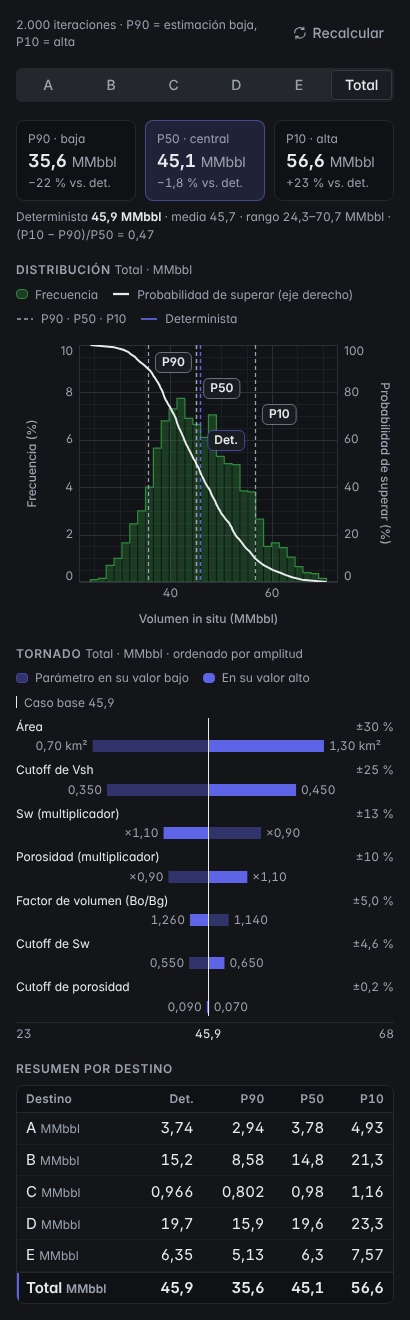 2.000 iteraciones · P90 = estimación baja,
P10 = alta
Recalcular
A B C D E Total
P90 · baja
35,6 MMbbl
−22 % vs. det.
P50 · central
45,1 MMbbl
−1,8 % vs. det.
P10 · alta
56,6 MMbbl
+23 % vs. det.
Determinista 45,9 MMbbl · media 45,7 · rango 24,3–70,7 MMbbl ·
(P10 − P90)/P50 = 0,47
DISTRIBUCIÓN Total · MMbbl
Frecuencia
Probabilidad de superar (eje derecho)
P90 · P50 · P10
Determinista
Frecuencia (%)
10
8
6
4
2
0
P90
P50
P10
Det.
100
80
60
40
20
0
Probabilidad de superar (%)
40 60
Volumen in situ (MMbbl)
TORNADO Total · MMbbl · ordenado por amplitud
Parámetro en su valor bajo
En su valor alto
Caso base 45,9
Área ±30 %
0,70 km² 1,30 km²
Cutoff de Vsh ±25 %
0,350 0,450
Sw (multiplicador) ±13 %
×1,10 ×0,90
Porosidad (multiplicador) ±10 %
×0,90 ×1,10
Factor de volumen (Bo/Bg) ±5,0 %
1,260 1,140
Cutoff de Sw ±4,6 %
0,550 0,650
Cutoff de porosidad ±0,2 %
0,090 0,070
23 45,9 68
RESUMEN POR DESTINO
Destino Det. P90 P50 P10
A MMbbl 3,74 2,94 3,78 4,93
B MMbbl 15,2 8,58 14,8 21,3
C MMbbl 0,966 0,802 0,98 1,16
D MMbbl 19,7 15,9 19,6 23,3
E MMbbl 6,35 5,13 6,3 7,57
Total MMbbl 45,9 35,6 45,1 56,6